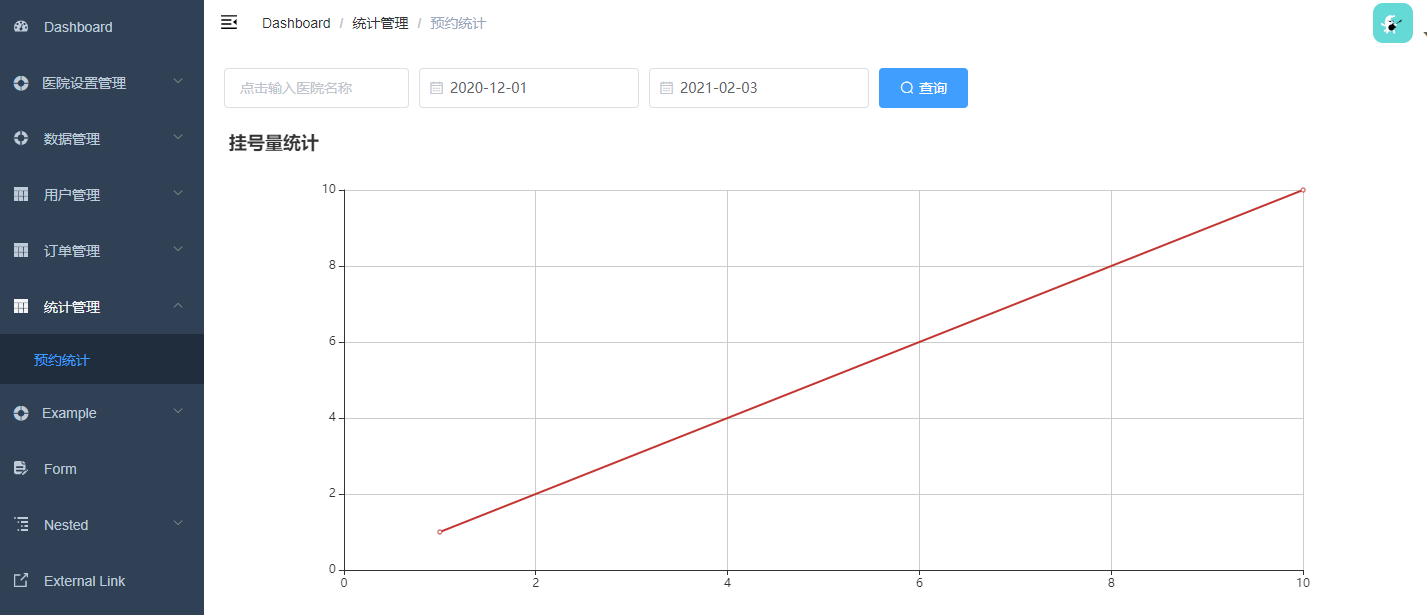 Dashboard
医院设置管理
数据管理
用户管理
订单管理
统计管理
预约统计
Example
Form
Nested
External Link
Dashboard / 统计管理 / 预约统计
点击输入医院名称 2020-12-01 2021-02-03 查询
挂号量统计
10
8
6
4
2
0
0 2 4 6 8 10